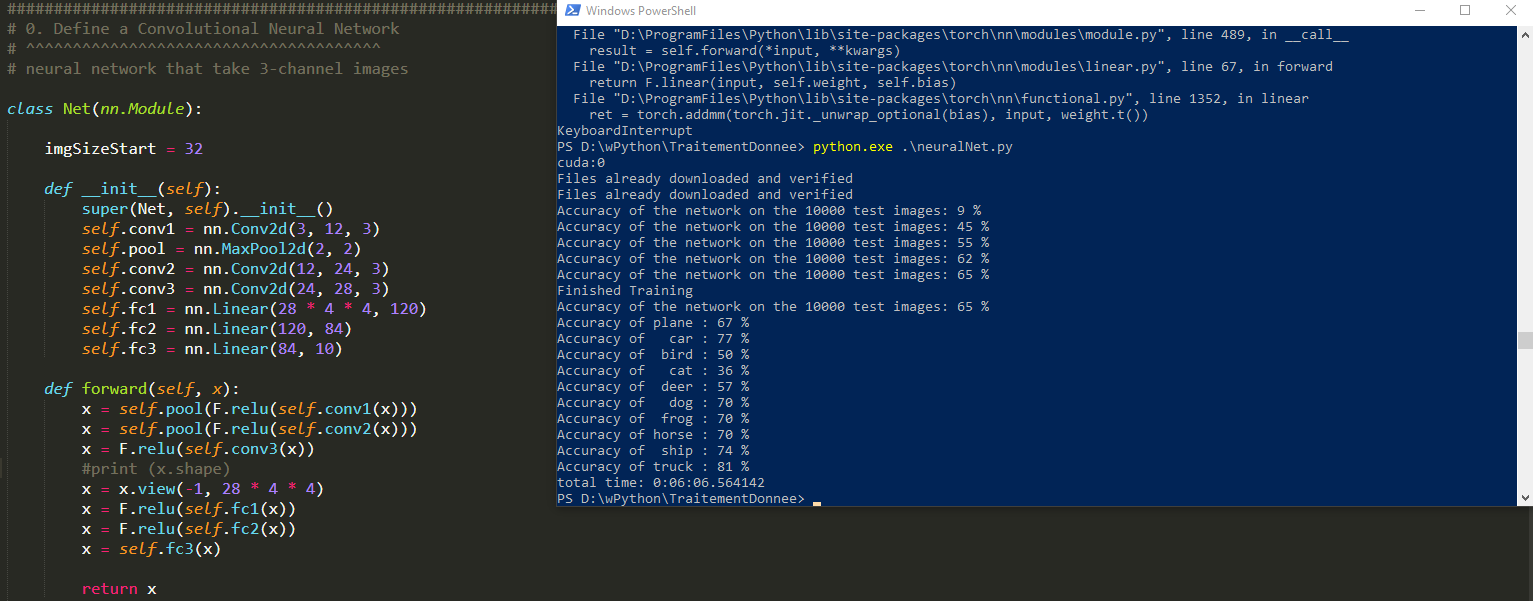 ############################################################
# 0. Define a Convolutional Neural Network
# ^^^^^^^^^^^^^^^^^^^^^^^^^^^^^^^^^^^^^^
# neural network that take 3-channel images
class Net(nn.Module):
    imgSizeStart = 32
    def __init__(self):
        super(Net, self).__init__()
        self.conv1 = nn.Conv2d(3, 12, 3)
        self.pool = nn.MaxPool2d(2, 2)
        self.conv2 = nn.Conv2d(12, 24, 3)
        self.conv3 = nn.Conv2d(24, 28, 3)
        self.fc1 = nn.Linear(28 * 4 * 4, 120)
        self.fc2 = nn.Linear(120, 84)
        self.fc3 = nn.Linear(84, 10)
    def forward(self, x):
        x = self.pool(F.relu(self.conv1(x)))
        x = self.pool(F.relu(self.conv2(x)))
        x = F.relu(self.conv3(x))
        #print (x.shape)
        x = x.view(-1, 28 * 4 * 4)
        x = F.relu(self.fc1(x))
        x = F.relu(self.fc2(x))
        x = self.fc3(x)
        return x
Windows PowerShell
  File "D:\ProgramFiles\Python\lib\site-packages\torch\nn\modules\module.py", line 489, in __call__
    result = self.forward(*input, **kwargs)
  File "D:\ProgramFiles\Python\lib\site-packages\torch\nn\modules\linear.py", line 67, in forward
    return F.linear(input, self.weight, self.bias)
  File "D:\ProgramFiles\Python\lib\site-packages\torch\nn\functional.py", line 1352, in linear
    ret = torch.addmm(torch.jit._unwrap_optional(bias), input, weight.t())
KeyboardInterrupt
PS D:\wPython\TraitementDonnee> python.exe .\neuralNet.py
cuda:0
Files already downloaded and verified
Files already downloaded and verified
Accuracy of the network on the 10000 test images: 9 %
Accuracy of the network on the 10000 test images: 45 %
Accuracy of the network on the 10000 test images: 55 %
Accuracy of the network on the 10000 test images: 62 %
Accuracy of the network on the 10000 test images: 65 %
Finished Training
Accuracy of the network on the 10000 test images: 65 %
Accuracy of plane : 67 %
Accuracy of   car : 77 %
Accuracy of  bird : 50 %
Accuracy of   cat : 36 %
Accuracy of  deer : 57 %
Accuracy of   dog : 70 %
Accuracy of  frog : 70 %
Accuracy of horse : 70 %
Accuracy of  ship : 74 %
Accuracy of truck : 81 %
total time: 0:06:06.564142
PS D:\wPython\TraitementDonnee>